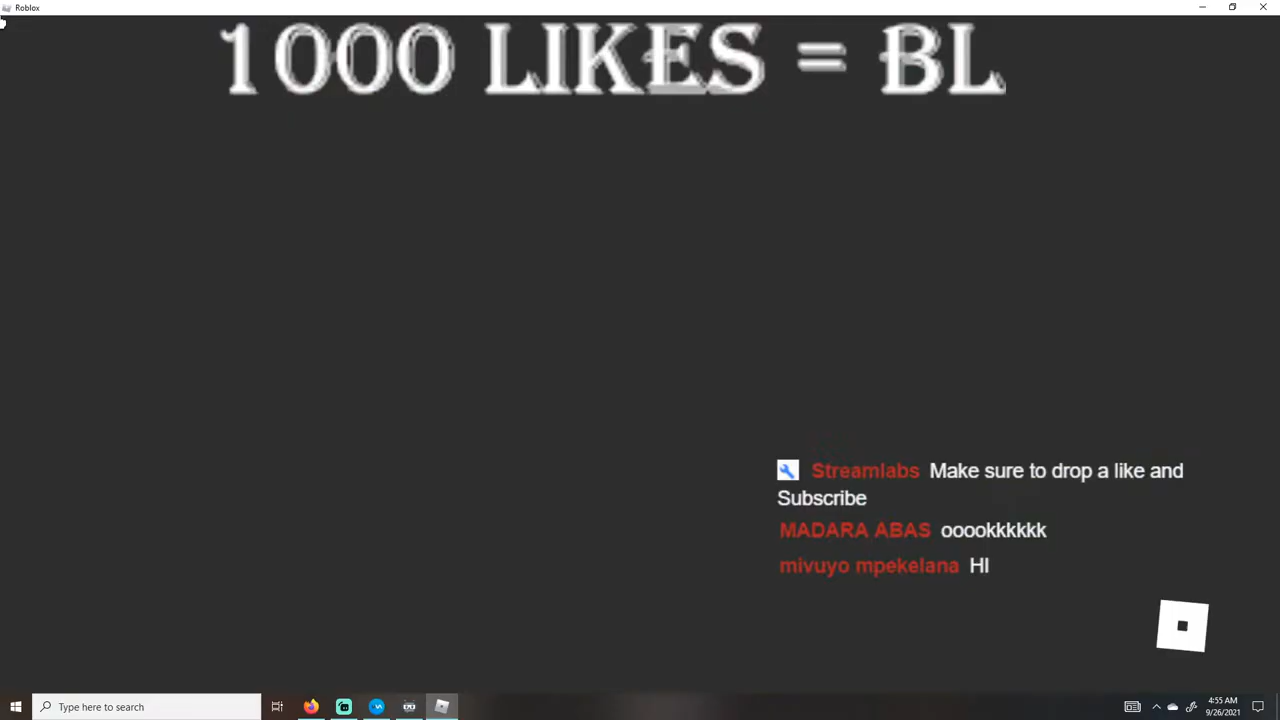 Roblox
1000 LIKES = BL
Streamlabs Make sure to drop a like and
Subscribe
MADARA ABAS ooookkkkkk
mivuyo mpekelana HI
Type here to search
4:55 AM
9/26/2021